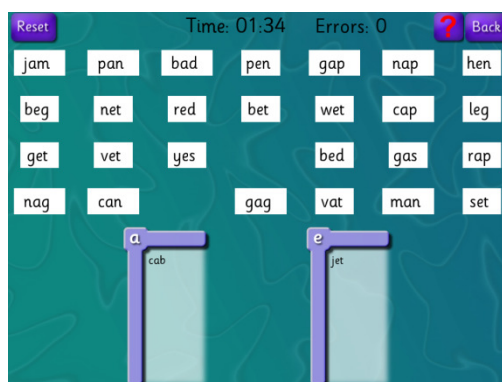 Reset Time: 01:34 Errors: 0 ? Back
jam pan bad pen gap nap hen
beg net red bet wet cap leg
get vet yes bed gas rap
nag can gag vat man set
a e
cab jet